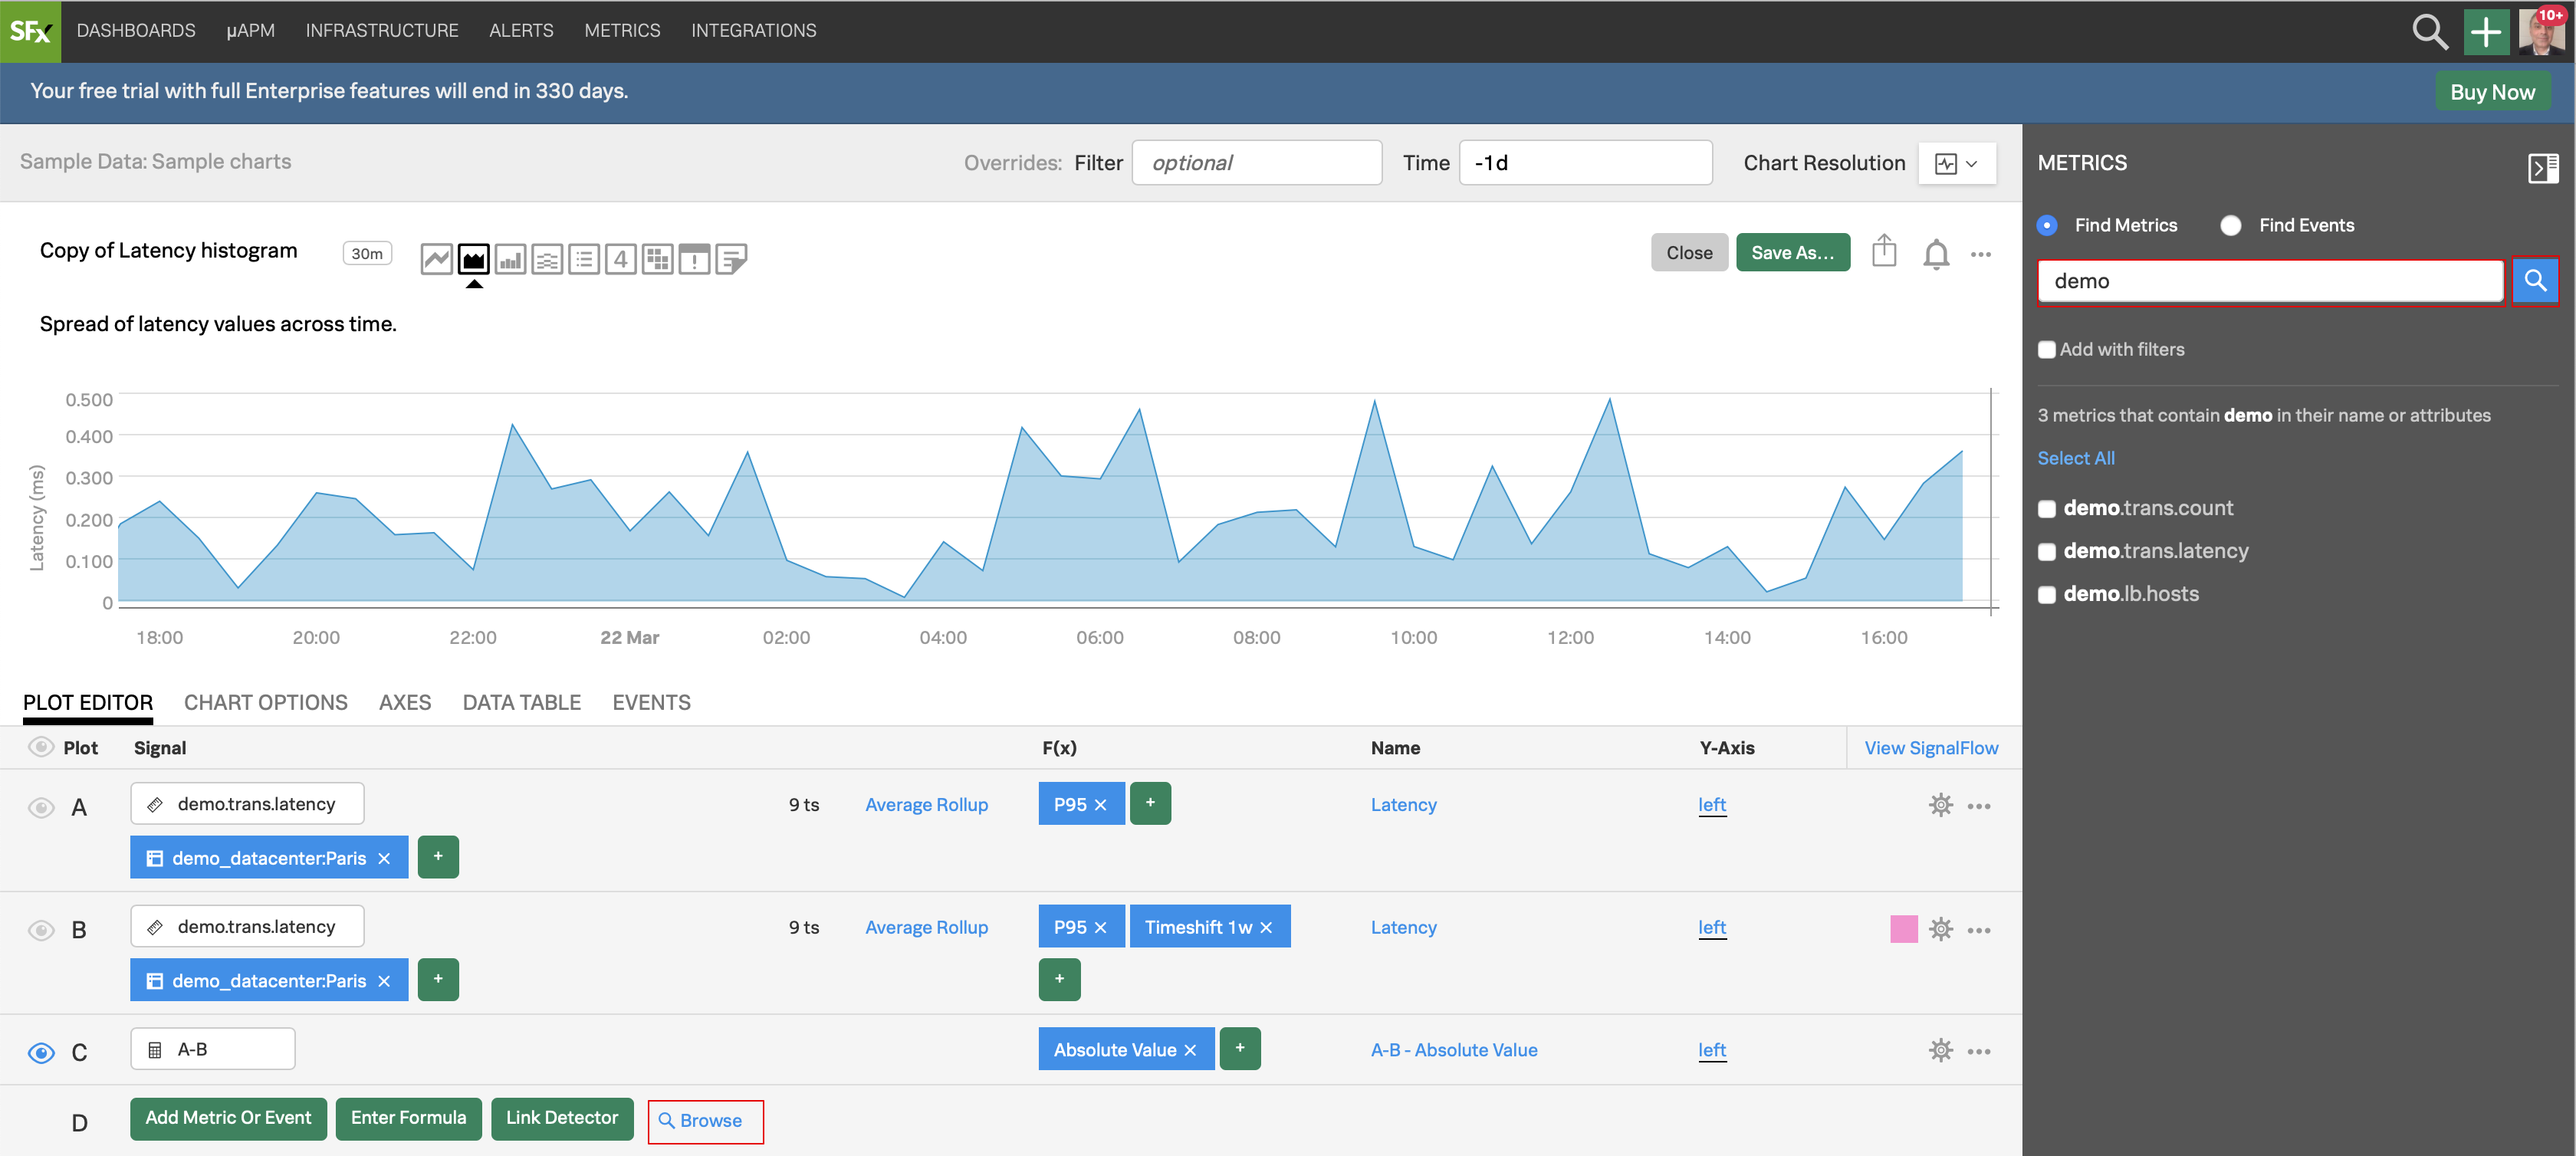 SFx DASHBOARDS µAPM INFRASTRUCTURE ALERTS METRICS INTEGRATIONS 10+
Your free trial with full Enterprise features will end in 330 days. Buy Now
Sample Data: Sample charts Overrides: Filter optional Time -1d Chart Resolution
Copy of Latency histogram 30m 4 Close Save As...
Spread of latency values across time.
Latency (ms)
0.500
0.400
0.300
0.200
0.100
0
18:00 20:00 22:00 22 Mar 02:00 04:00 06:00 08:00 10:00 12:00 14:00 16:00
PLOT EDITOR CHART OPTIONS AXES DATA TABLE EVENTS
Plot Signal F(x) Name Y-Axis View SignalFlow
A demo.trans.latency 9 ts Average Rollup P95 × + Latency left
demo_datacenter:Paris × +
B demo.trans.latency 9 ts Average Rollup P95 × Timeshift 1w × Latency left
demo_datacenter:Paris × + +
C A-B Absolute Value × + A-B - Absolute Value left
D Add Metric Or Event Enter Formula Link Detector Browse
METRICS
Find Metrics Find Events
demo
Add with filters
3 metrics that contain demo in their name or attributes
Select All
demo.trans.count
demo.trans.latency
demo.lb.hosts